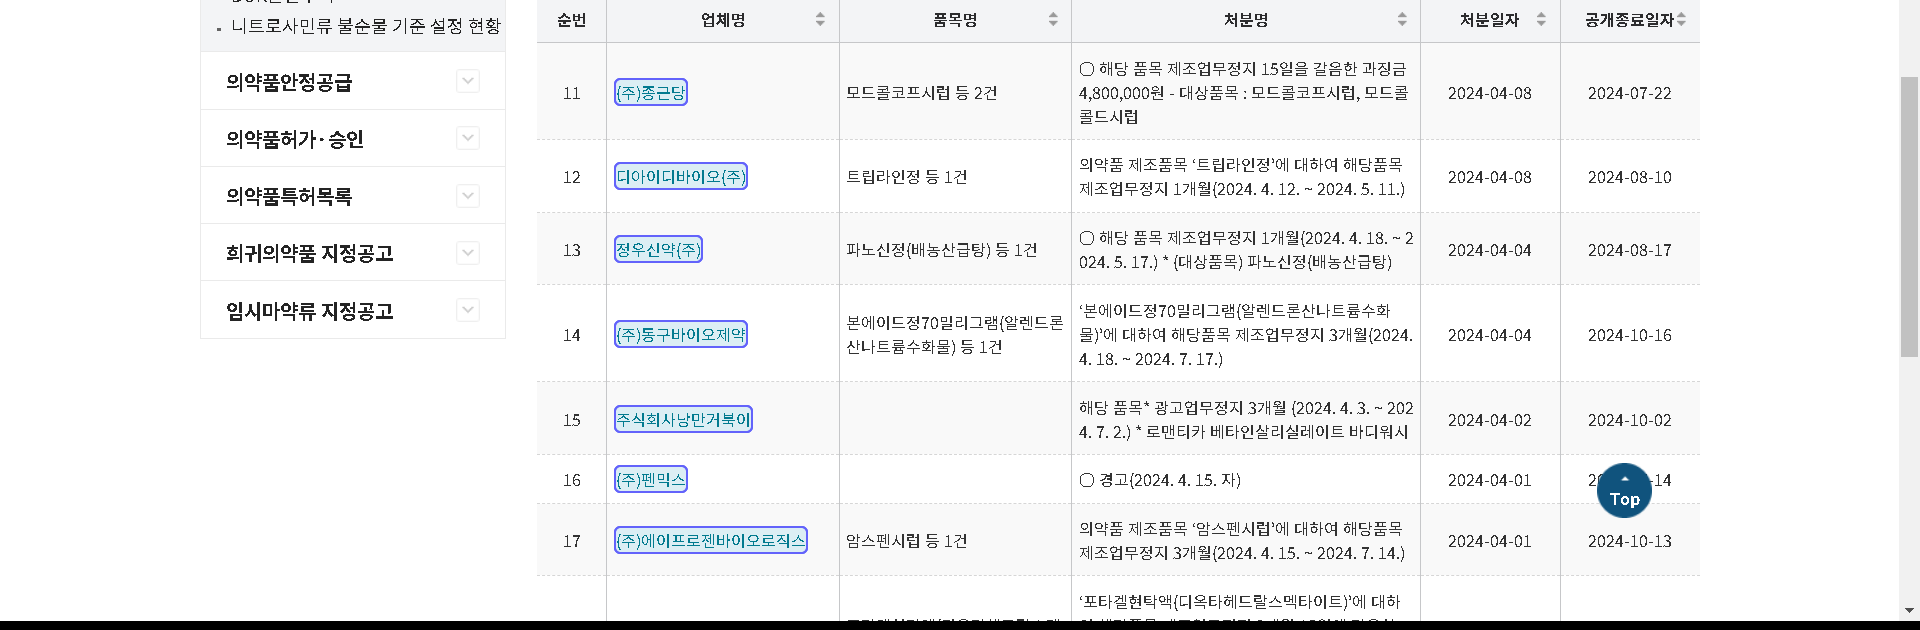 니트로사민류 불순물 기준 설정 현황
의약품안정공급
의약품허가·승인
의약품특허목록
희귀의약품 지정공고
임시마약류 지정공고
순번 업체명 품목명 처분명 처분일자 공개종료일자
11 (주)종근당 모드콜코프시럽 등 2건
○ 해당 품목 제조업무정지 15일을 갈음한 과징금
4,800,000원 - 대상품목 : 모드콜코프시럽, 모드콜
콜드시럽
2024-04-08 2024-07-22
12 디아이디바이오(주) 트립라인정 등 1건
의약품 제조품목 ‘트립라인정’에 대하여 해당품목
제조업무정지 1개월(2024. 4. 12. ~ 2024. 5. 11.)
2024-04-08 2024-08-10
13 정우신약(주) 파노신정(배농산급탕) 등 1건
○ 해당 품목 제조업무정지 1개월(2024. 4. 18. ~ 2
024. 5. 17.) * (대상품목) 파노신정(배농산급탕)
2024-04-04 2024-08-17
14 (주)동구바이오제약
본에이드정70밀리그램(알렌드론
산나트륨수화물) 등 1건
‘본에이드정70밀리그램(알렌드론산나트륨수화
물)’에 대하여 해당품목 제조업무정지 3개월(2024.
4. 18. ~ 2024. 7. 17.)
2024-04-04 2024-10-16
15 주식회사낭만거북이
해당 품목* 광고업무정지 3개월 (2024. 4. 3. ~ 202
4. 7. 2.) * 로맨티카 베타인살리실레이트 바디워시
2024-04-02 2024-10-02
16 (주)펜믹스 ○ 경고(2024. 4. 15. 자) 2024-04-01
-14
Top
17 (주)에이프로젠바이오로직스 암스펜시럽 등 1건
의약품 제조품목 ‘암스펜시럽’에 대하여 해당품목
제조업무정지 3개월(2024. 4. 15. ~ 2024. 7. 14.)
2024-04-01 2024-10-13
‘포타겔현탁액(디옥타헤드랄스멕타이트)’에 대하